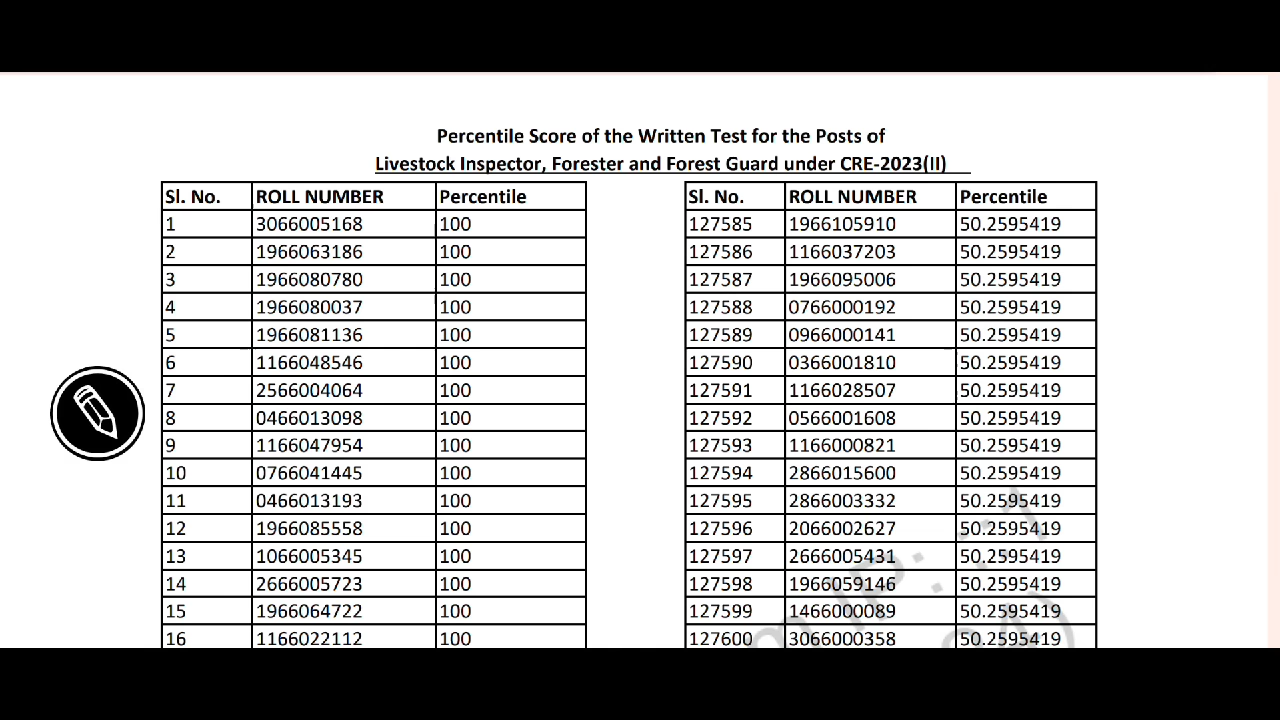 Percentile Score of the Written Test for the Posts of
Livestock Inspector, Forester and Forest Guard under CRE-2023(II)
Sl. No. ROLL NUMBER Percentile Sl. No. ROLL NUMBER Percentile
1 3066005168 100 127585 1966105910 50.2595419
2 1966063186 100 127586 1166037203 50.2595419
3 1966080780 100 127587 1966095006 50.2595419
4 1966080037 100 127588 0766000192 50.2595419
5 1966081136 100 127589 0966000141 50.2595419
6 1166048546 100 127590 0366001810 50.2595419
7 2566004064 100 127591 1166028507 50.2595419
8 0466013098 100 127592 0566001608 50.2595419
9 1166047954 100 127593 1166000821 50.2595419
10 0766041445 100 127594 2866015600 50.2595419
11 0466013193 100 127595 2866003332 50.2595419
12 1966085558 100 127596 2066002627 50.2595419
13 1066005345 100 127597 2666005431 50.2595419
14 2666005723 100 127598 1966059146 50.2595419
15 1966064722 100 127599 1466000089 50.2595419
16 1166022112 100 127600 3066000358 50.2595419